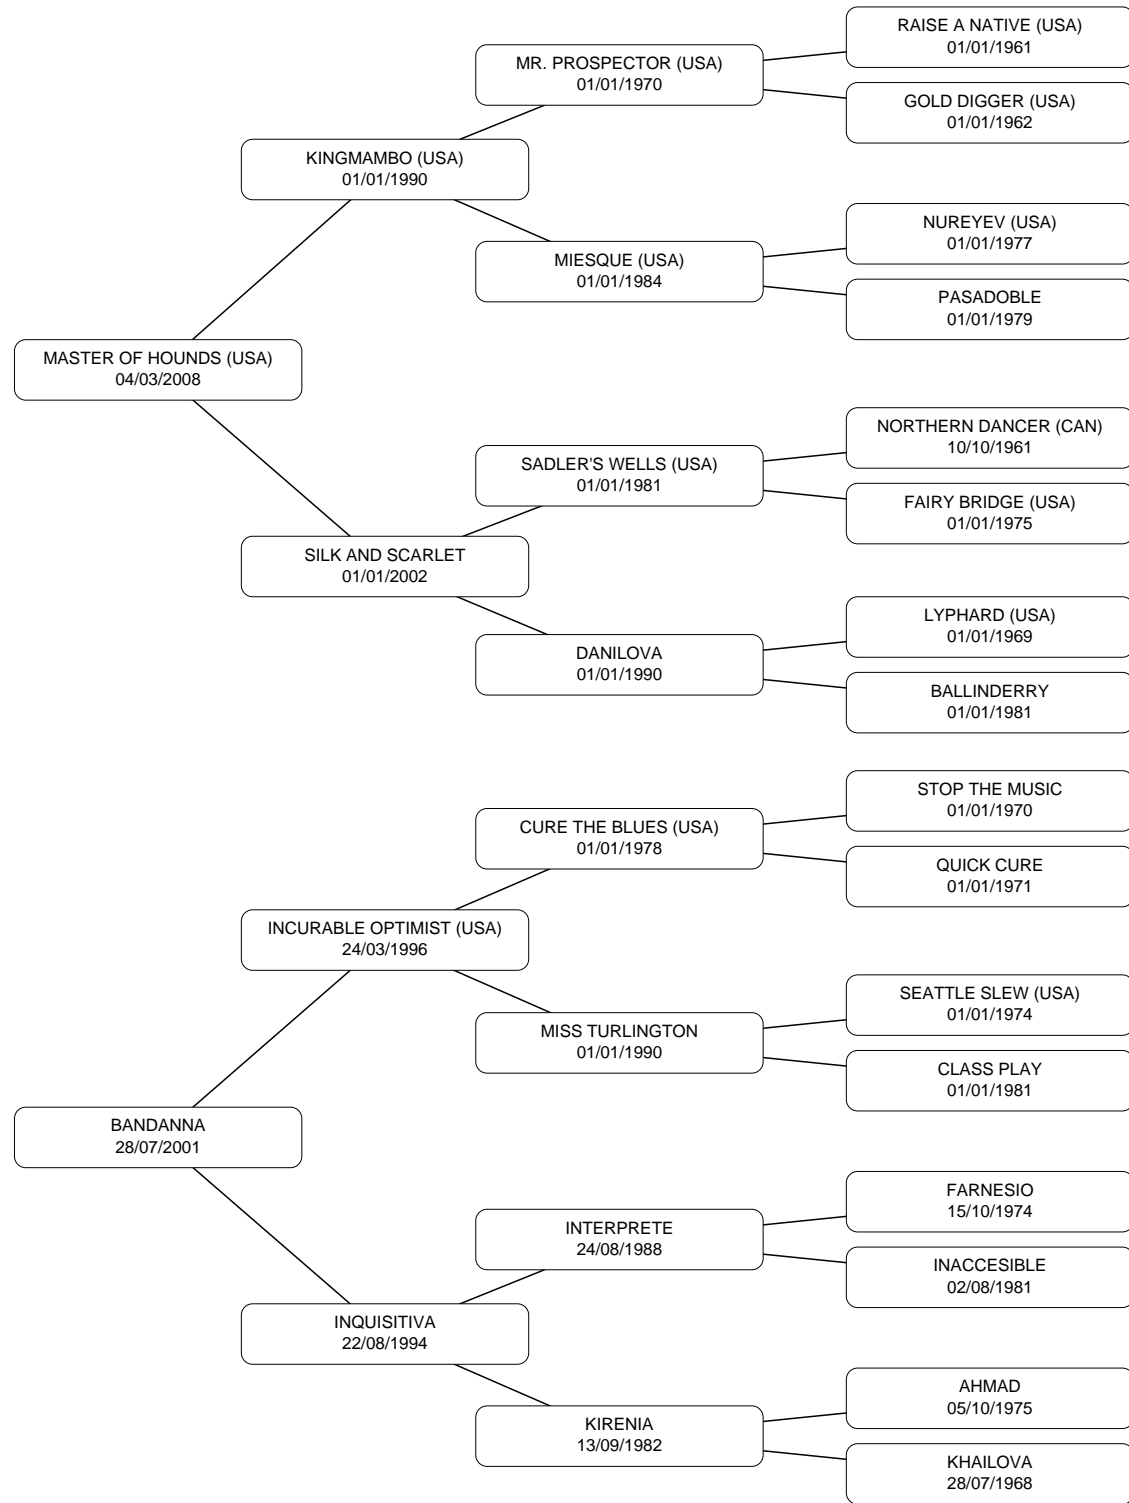 RAISE A NATIVE (USA)
01/01/1961
MR. PROSPECTOR (USA)
01/01/1970
GOLD DIGGER (USA)
01/01/1962
KINGMAMBO (USA)
01/01/1990
NUREYEV (USA)
01/01/1977
MIESQUE (USA)
01/01/1984
PASADOBLE
01/01/1979
MASTER OF HOUNDS (USA)
04/03/2008
NORTHERN DANCER (CAN)
10/10/1961
SADLER'S WELLS (USA)
01/01/1981
FAIRY BRIDGE (USA)
01/01/1975
SILK AND SCARLET
01/01/2002
LYPHARD (USA)
01/01/1969
DANILOVA
01/01/1990
BALLINDERRY
01/01/1981
STOP THE MUSIC
01/01/1970
CURE THE BLUES (USA)
01/01/1978
QUICK CURE
01/01/1971
INCURABLE OPTIMIST (USA)
24/03/1996
SEATTLE SLEW (USA)
01/01/1974
MISS TURLINGTON
01/01/1990
CLASS PLAY
01/01/1981
BANDANNA
28/07/2001
FARNESIO
15/10/1974
INTERPRETE
24/08/1988
INACCESIBLE
02/08/1981
INQUISITIVA
22/08/1994
AHMAD
05/10/1975
KIRENIA
13/09/1982
KHAILOVA
28/07/1968